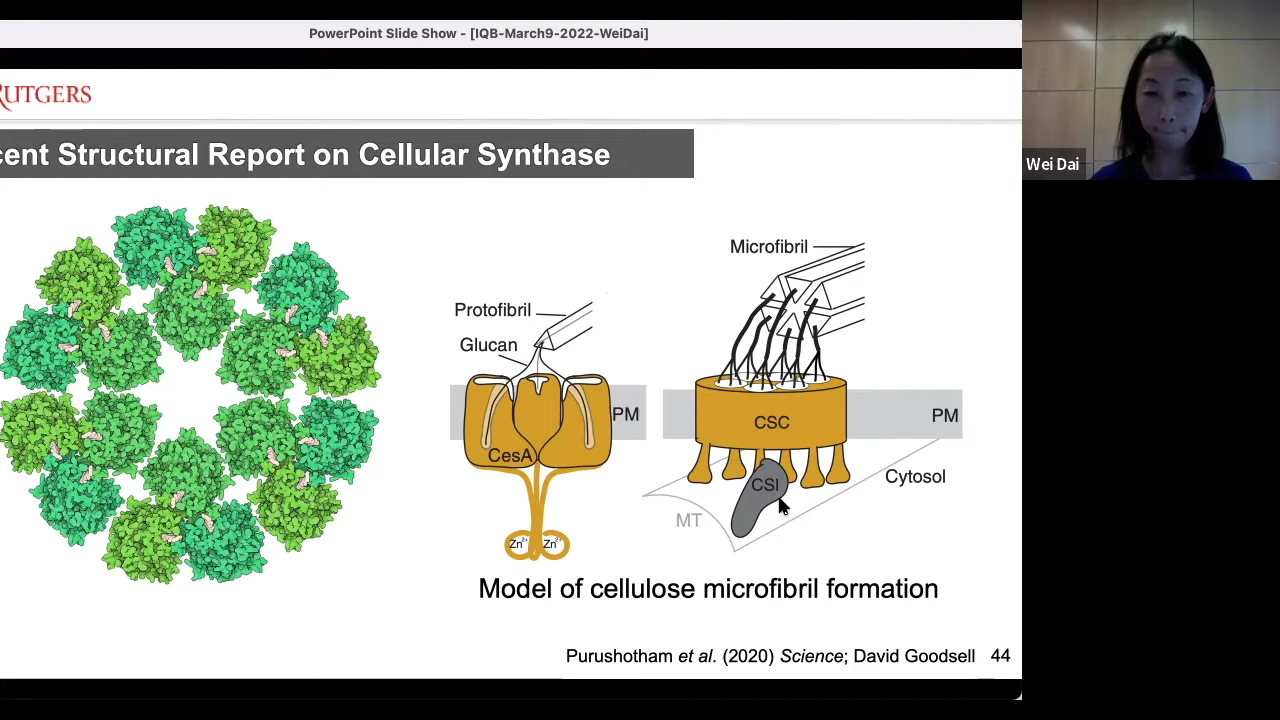 PowerPoint Slide Show - [IQB-March9-2022-WeiDai]
RUTGERS
cent Structural Report on Cellular Synthase
Microfibril
Protofibril
Glucan
PM
CesA
Zn2+ Zn2+
CSC
PM
CSI
Cytosol
MT
Model of cellulose microfibril formation
Purushotham et al. (2020) Science; David Goodsell 44
Wei Dai